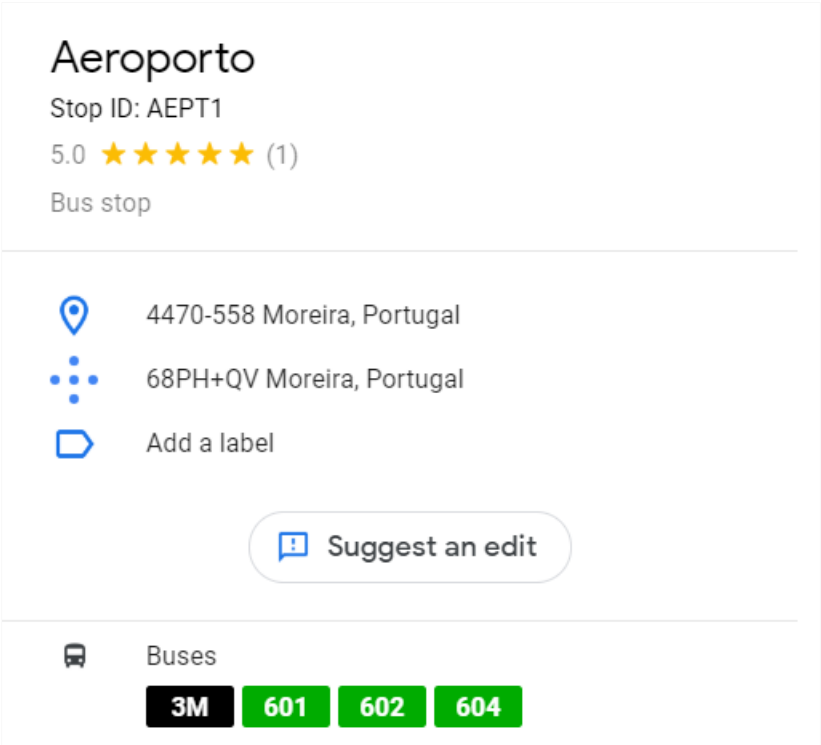 Aeroporto
Stop ID: AEPT1
5.0 (1)
Bus stop
4470-558 Moreira, Portugal
68PH+QV Moreira, Portugal
Add a label
Suggest an edit
Buses
3M 601 602 604